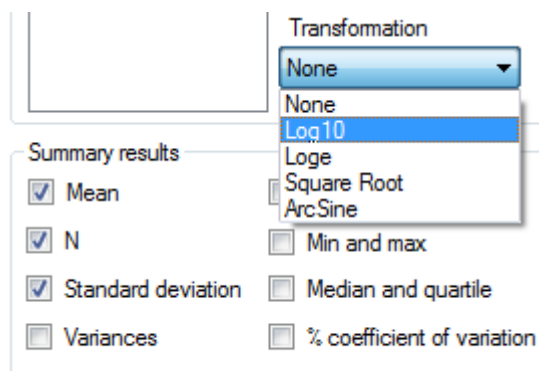 Transformation
None
None
Log10
Loge
Square Root
ArcSine
Summary results
Mean
N
Min and max
Standard deviation
Median and quartile
Variances
% coefficient of variation